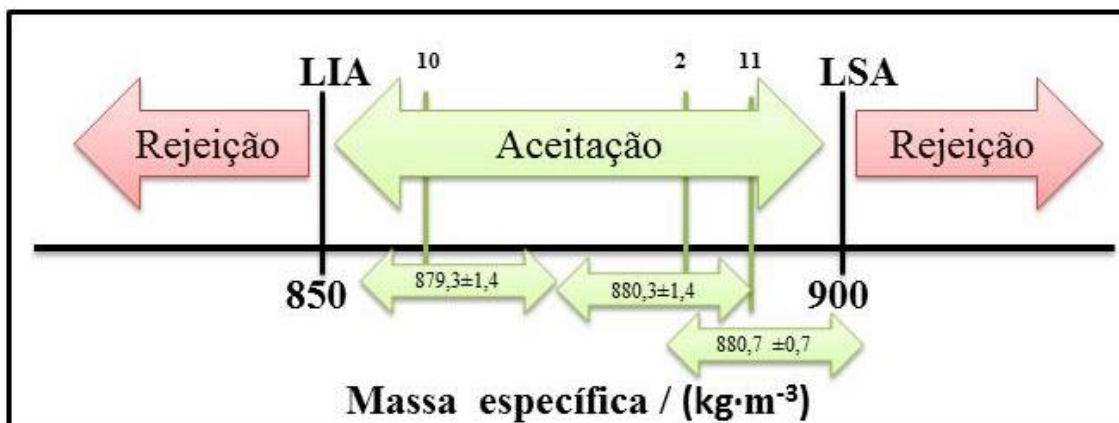 10 2 11
LIA LSA
Rejeição Aceitação Rejeição
850 879,3±1,4 880,3±1,4 900
880,7 ±0,7
Massa específica / (kg·m⁻³)